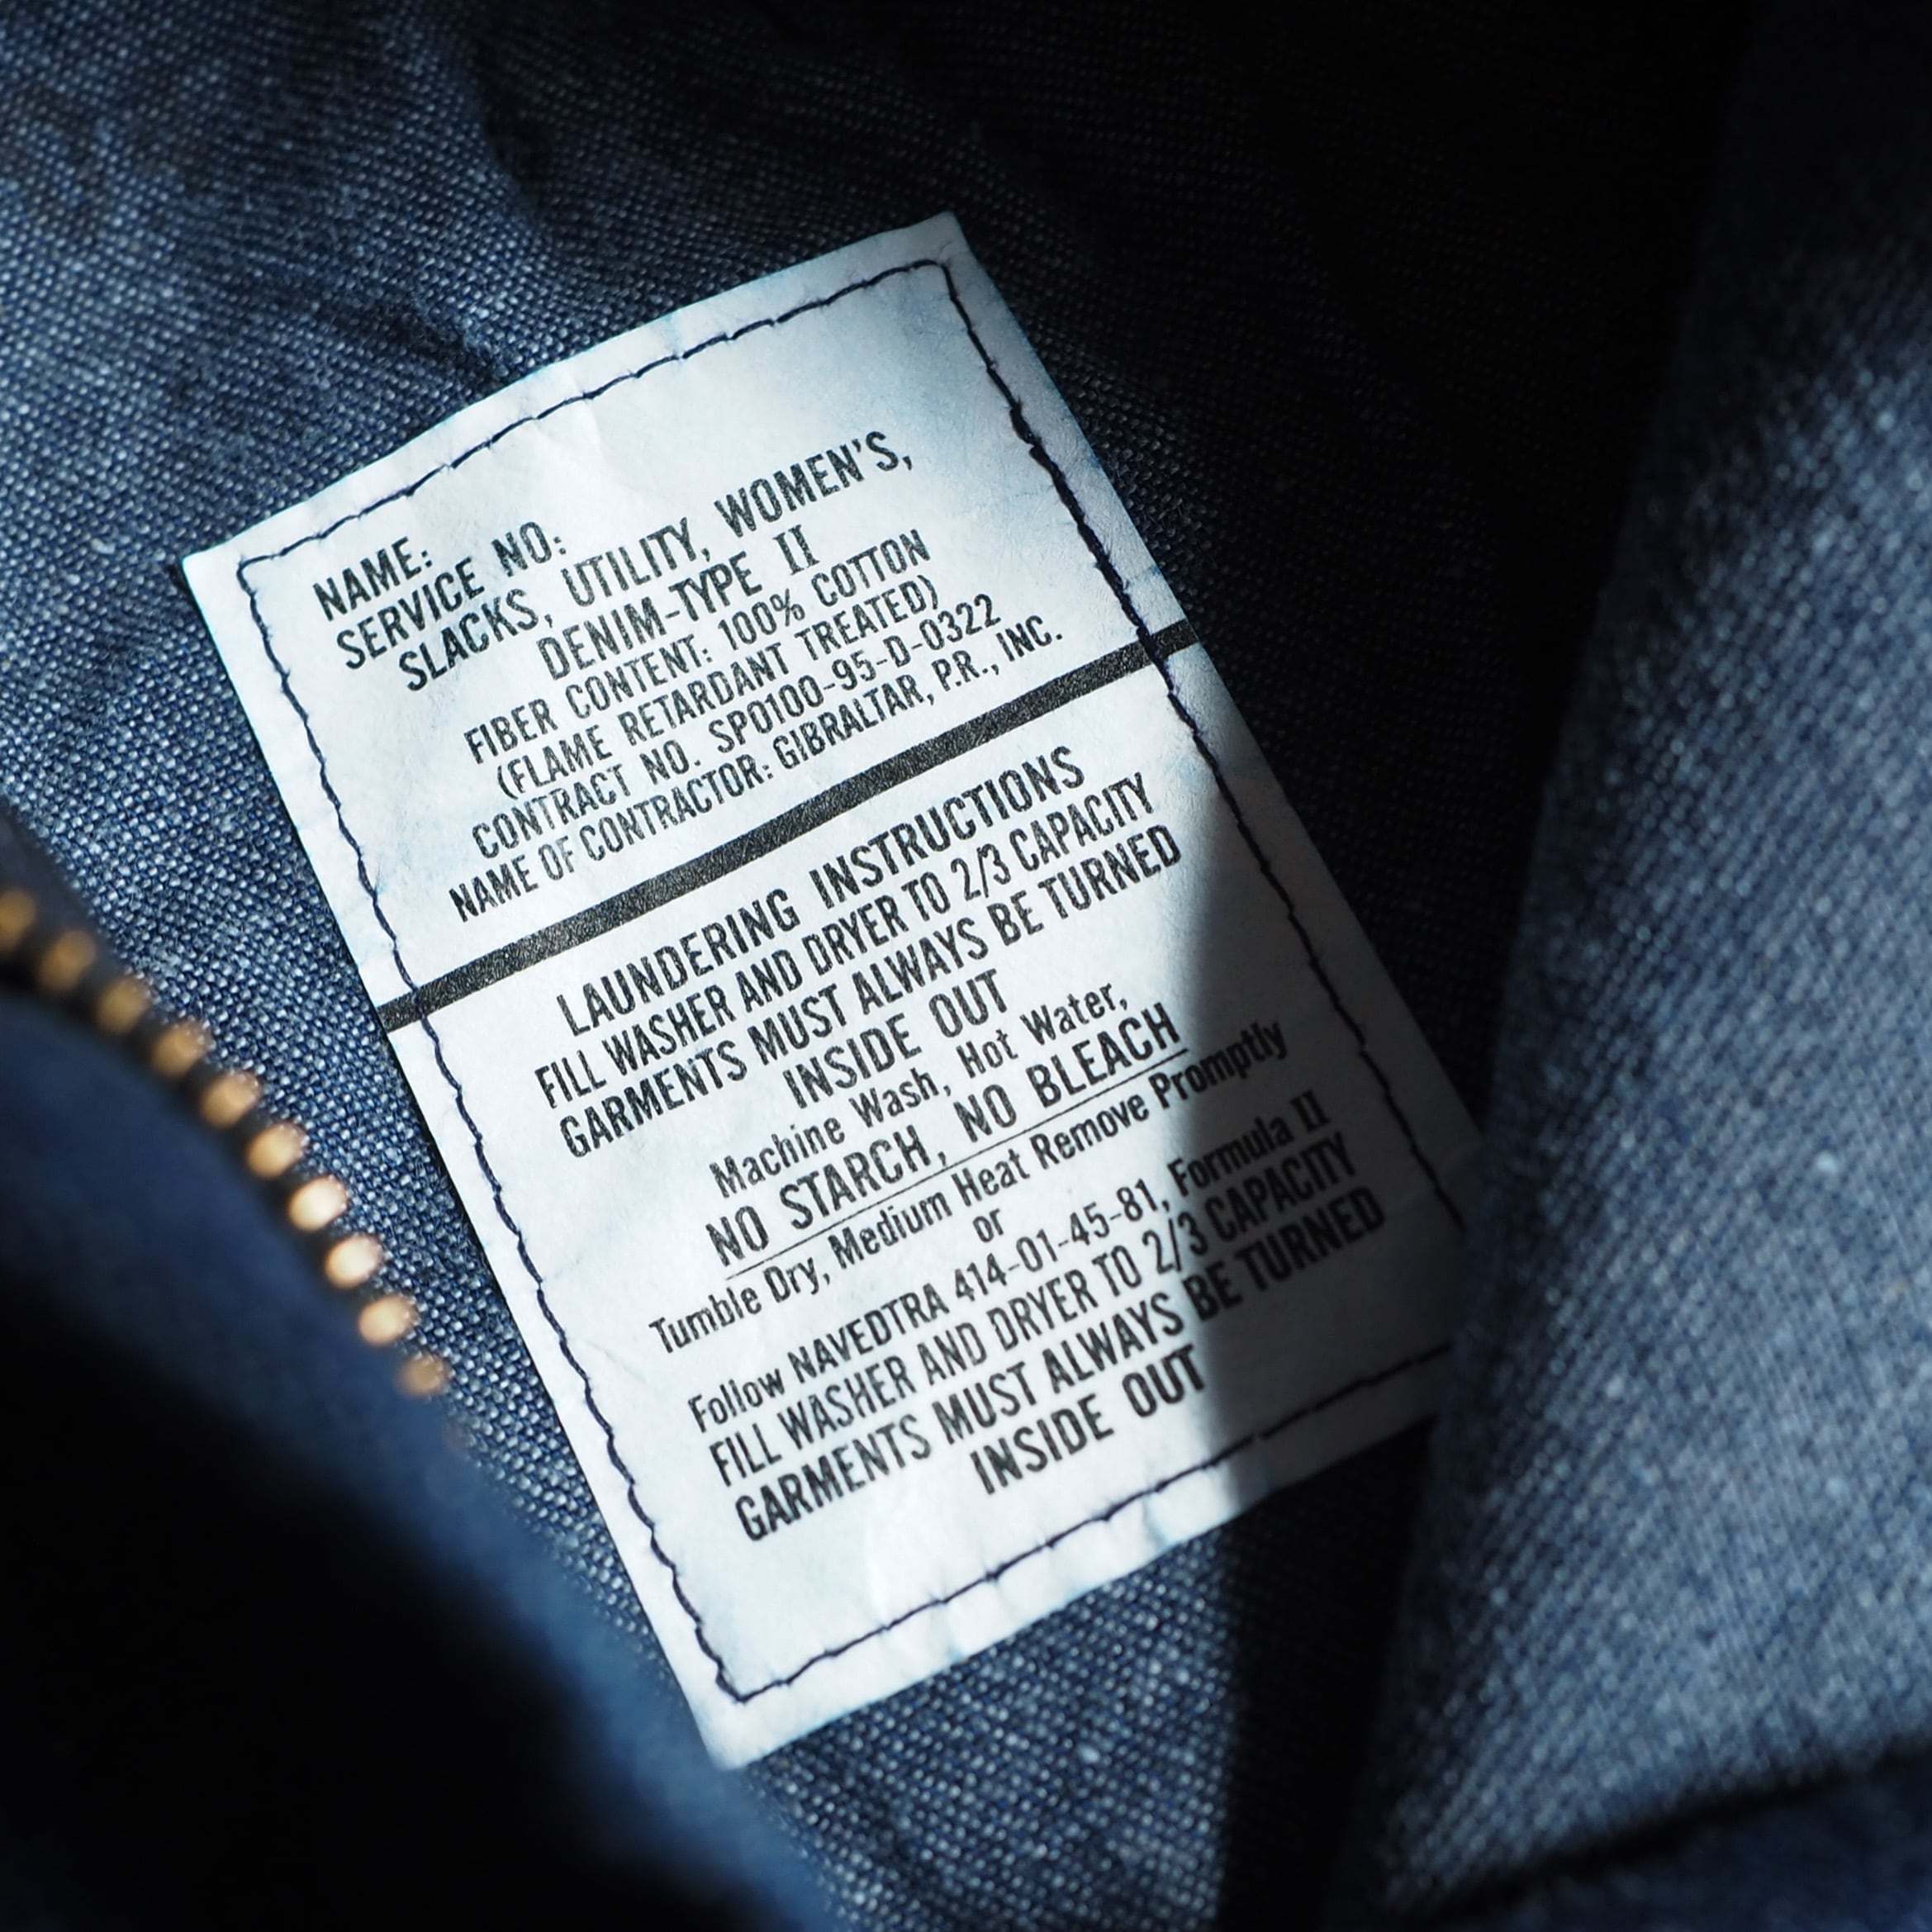 NAME:
SERVICE NO:
SLACKS, UTILITY, WOMEN'S,
DENIM-TYPE II
FIBER CONTENT: 100% COTTON
(FLAME RETARDANT TREATED)
CONTRACT NO. SP0100-95-D-0322
NAME OF CONTRACTOR: GIBRALTAR, P.R., INC.
LAUNDERING INSTRUCTIONS
FILL WASHER AND DRYER TO 2/3 CAPACITY
GARMENTS MUST ALWAYS BE TURNED
INSIDE OUT
Machine Wash, Hot Water,
NO STARCH, NO BLEACH
Tumble Dry, Medium Heat Remove Promptly
or
Follow NAVEDTRA 414-01-45-81, Formula II
FILL WASHER AND DRYER TO 2/3 CAPACITY
GARMENTS MUST ALWAYS BE TURNED
INSIDE OUT